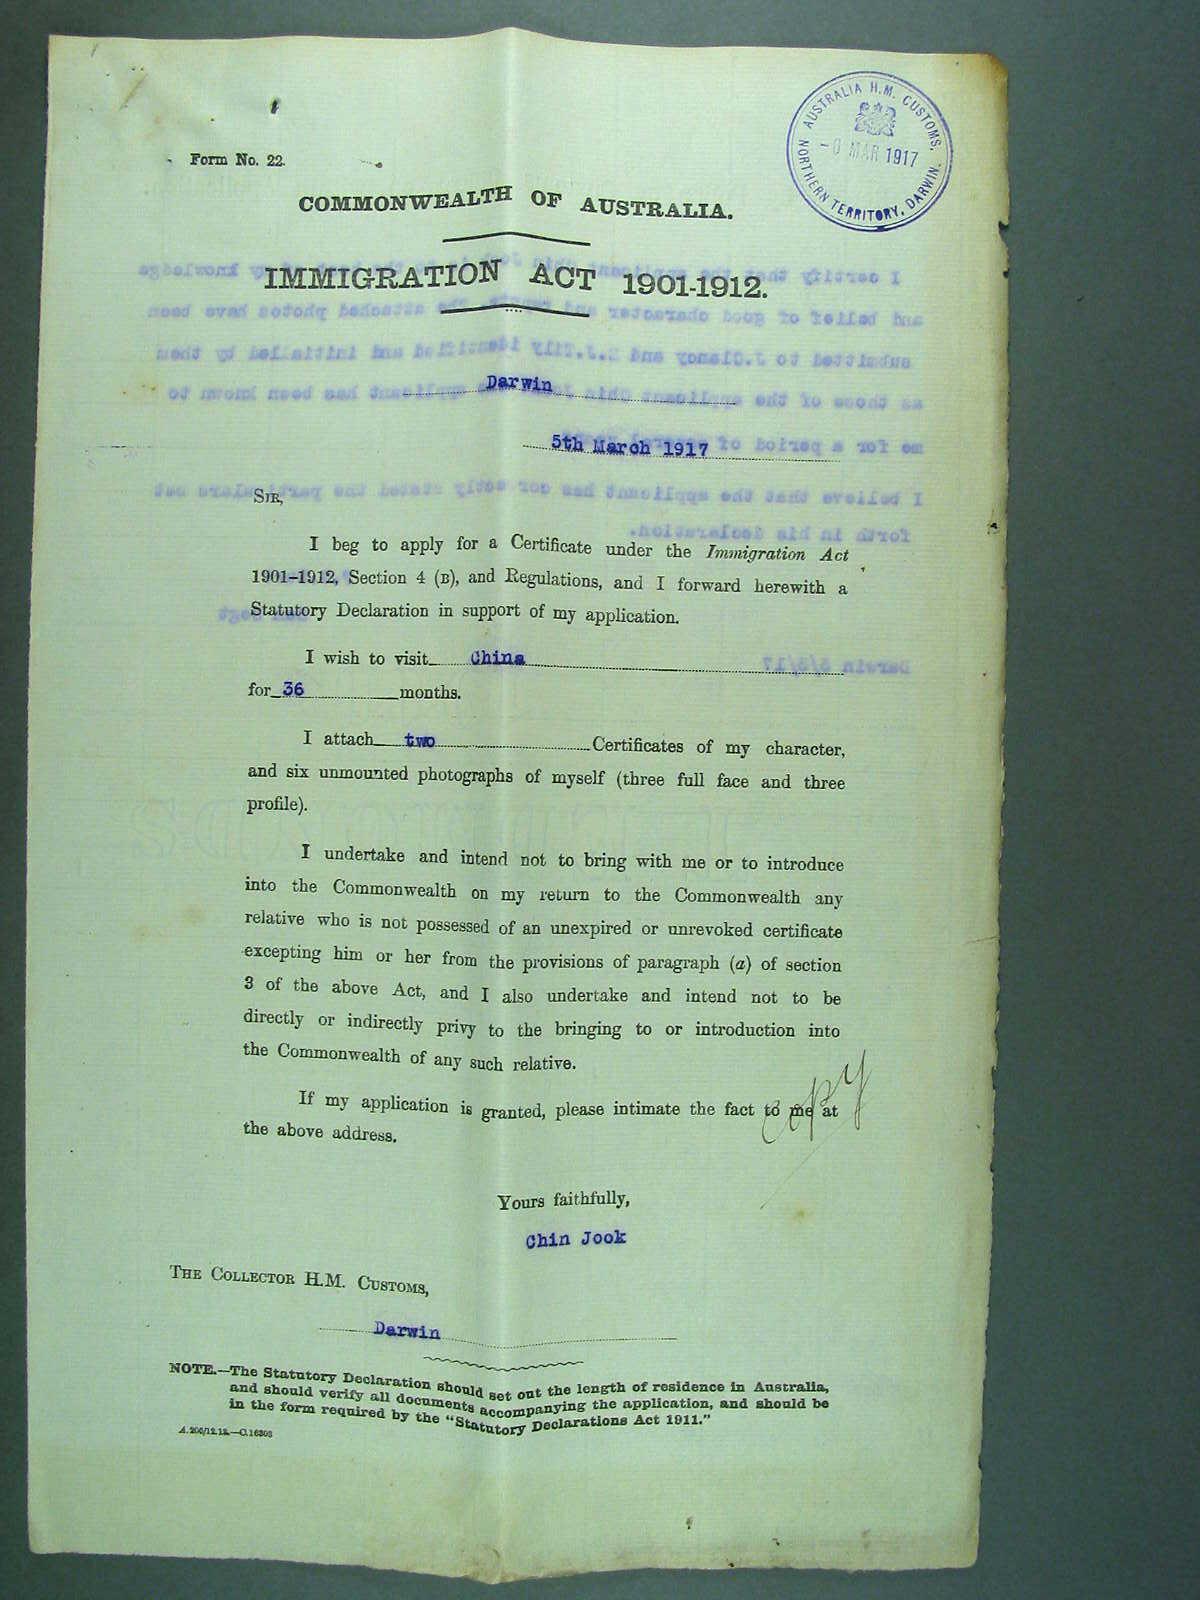 AUSTRALIA H.M. CUSTOMS.
MAR 1917
NORTHERN TERRITORY, DARWIN.
Form No. 22.
COMMONWEALTH OF AUSTRALIA.
IMMIGRATION ACT 1901-1912.
Darwin
5th March 1917
SIR,
I beg to apply for a Certificate under the Immigration Act
1901–1912, Section 4 (B), and Regulations, and I forward herewith a
Statutory Declaration in support of my application.
I wish to visit China
for 36 months.
I attach two Certificates of my character,
and six unmounted photographs of myself (three full face and three
profile).
I undertake and intend not to bring with me or to introduce
into the Commonwealth on my return to the Commonwealth any
relative who is not possessed of an unexpired or unrevoked certificate
excepting him or her from the provisions of paragraph (a) of section
3 of the above Act, and I also undertake and intend not to be
directly or indirectly privy to the bringing to or introduction into
the Commonwealth of any such relative.
If my application is granted, please intimate the fact to me at
the above address.
copy
Yours faithfully,
Chin Jook
THE COLLECTOR H.M. CUSTOMS,
Darwin
NOTE.—The Statutory Declaration should set out the length of residence in Australia,
and should verify all documents accompanying the application, and should be
in the form required by the "Statutory Declarations Act 1911."